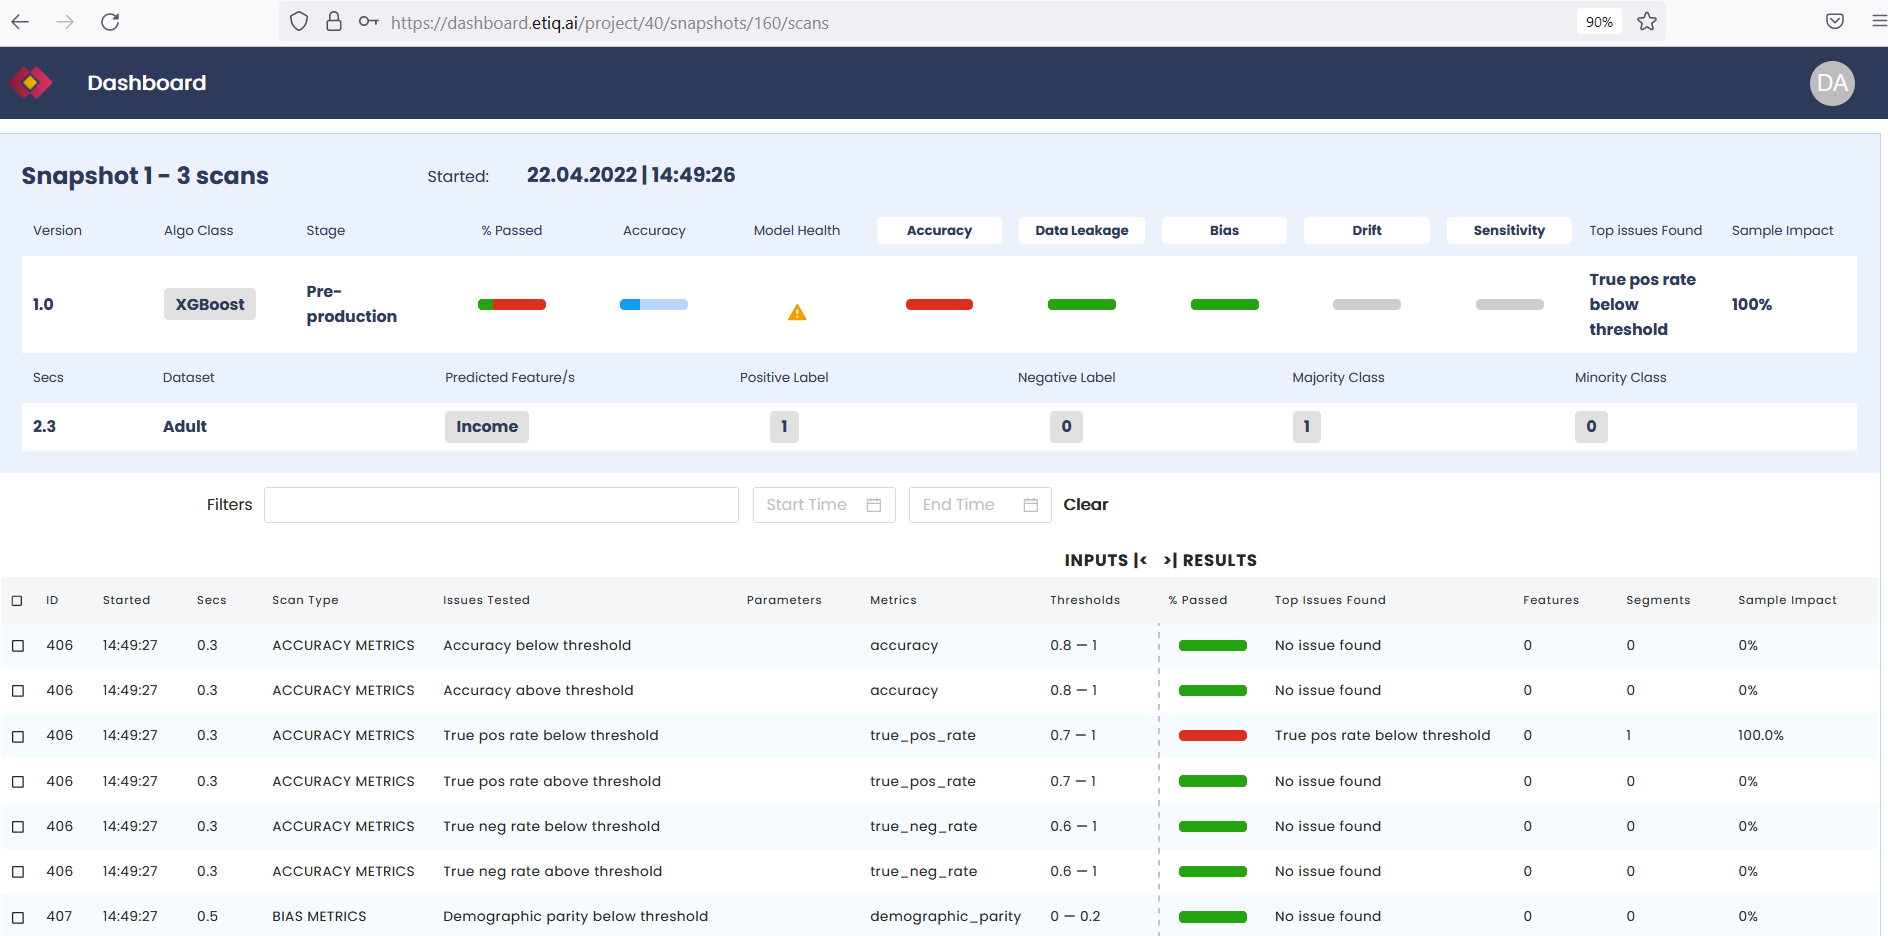 https://dashboard.etiq.ai/project/40/snapshots/160/scans 90%
Dashboard DA
Snapshot 1 - 3 scans Started: 22.04.2022 | 14:49:26
Version Algo Class Stage % Passed Accuracy Model Health Accuracy Data Leakage Bias Drift Sensitivity Top issues Found Sample Impact
1.0 XGBoost Pre-production True pos rate below threshold 100%
Secs Dataset Predicted Feature/s Positive Label Negative Label Majority Class Minority Class
2.3 Adult Income 1 0 1 0
Filters Start Time End Time Clear
INPUTS |< >| RESULTS
ID Started Secs Scan Type Issues Tested Parameters Metrics Thresholds % Passed Top Issues Found Features Segments Sample Impact
406 14:49:27 0.3 ACCURACY METRICS Accuracy below threshold accuracy 0.8 — 1 No issue found 0 0 0%
406 14:49:27 0.3 ACCURACY METRICS Accuracy above threshold accuracy 0.8 — 1 No issue found 0 0 0%
406 14:49:27 0.3 ACCURACY METRICS True pos rate below threshold true_pos_rate 0.7 — 1 True pos rate below threshold 0 1 100.0%
406 14:49:27 0.3 ACCURACY METRICS True pos rate above threshold true_pos_rate 0.7 — 1 No issue found 0 0 0%
406 14:49:27 0.3 ACCURACY METRICS True neg rate below threshold true_neg_rate 0.6 — 1 No issue found 0 0 0%
406 14:49:27 0.3 ACCURACY METRICS True neg rate above threshold true_neg_rate 0.6 — 1 No issue found 0 0 0%
407 14:49:27 0.5 BIAS METRICS Demographic parity below threshold demographic_parity 0 — 0.2 No issue found 0 0 0%